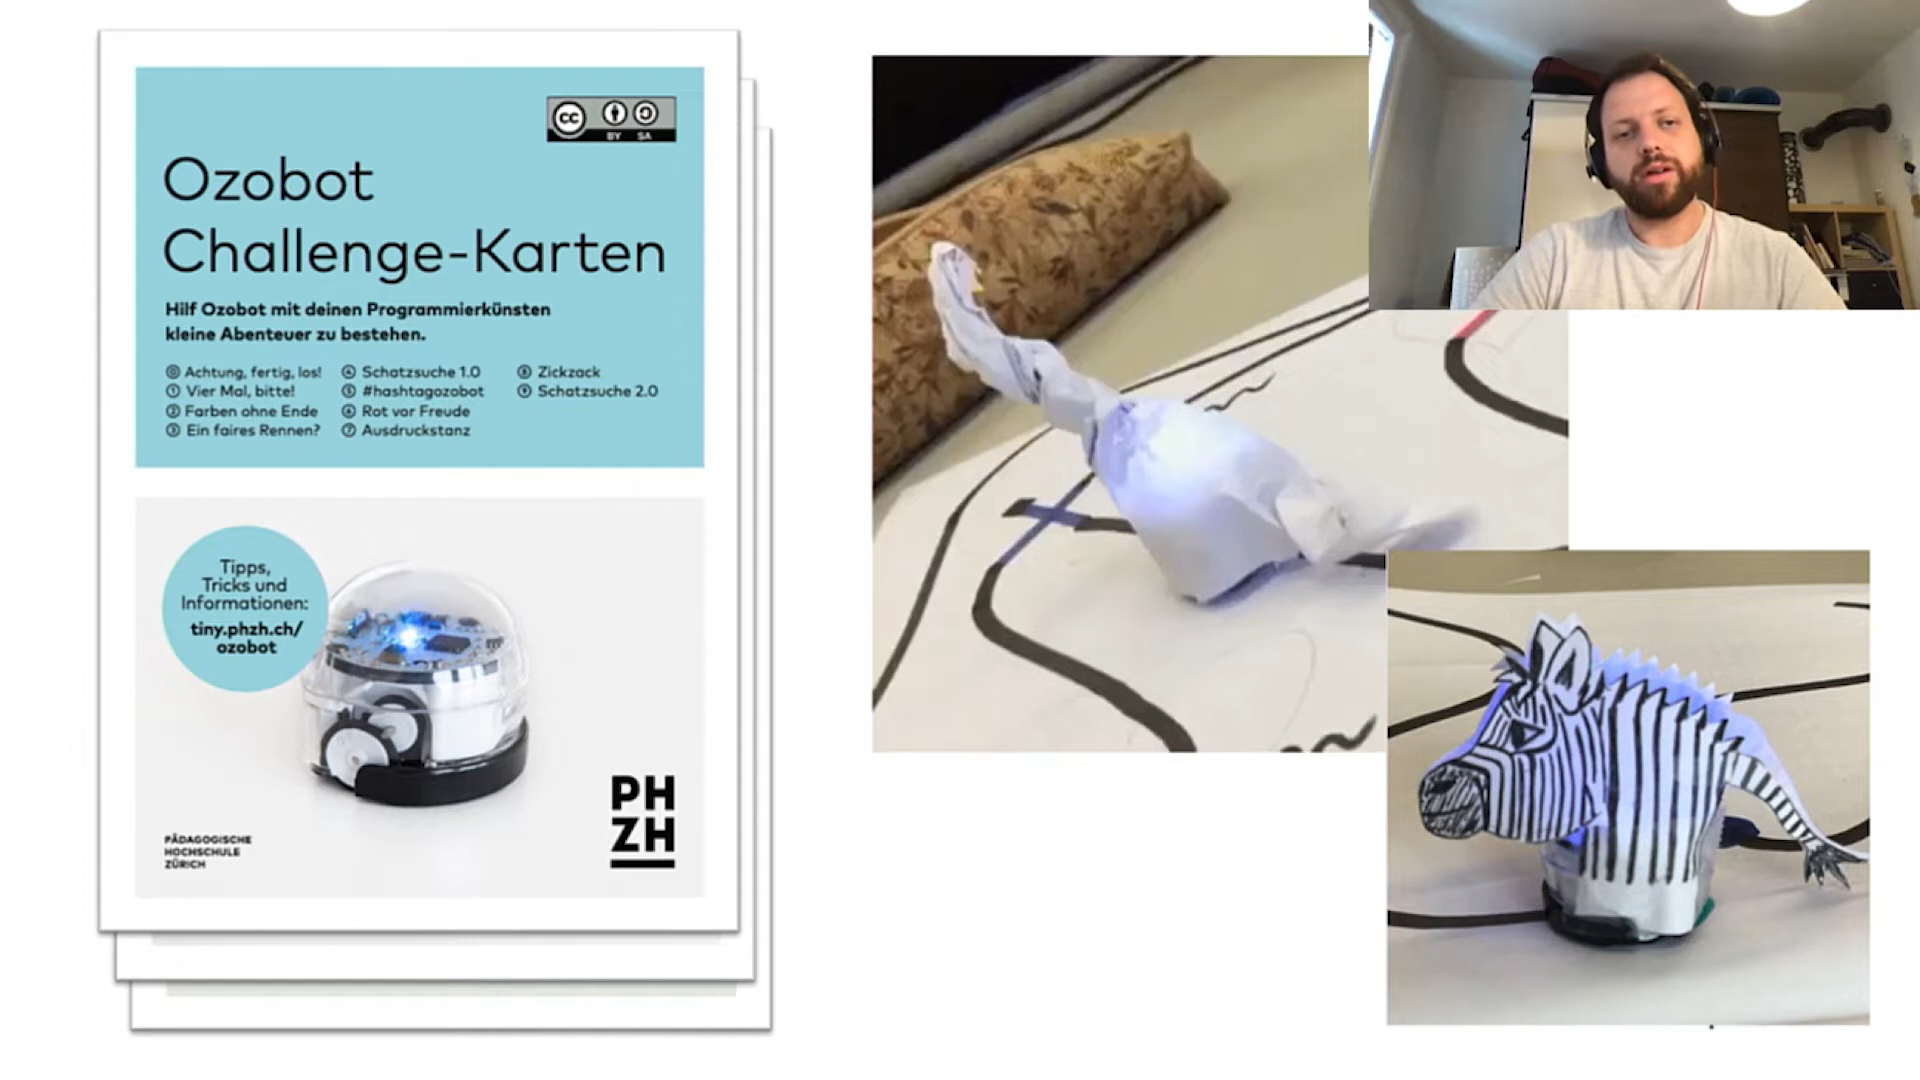 cc BY SA
Ozobot
Challenge-Karten
Hilf Ozobot mit deinen Programmierkünsten
kleine Abenteuer zu bestehen.
⓪ Achtung, fertig, los!
① Vier Mal, bitte!
② Farben ohne Ende
③ Ein faires Rennen?
④ Schatzsuche 1.0
⑤ #hashtagozobot
⑥ Rot vor Freude
⑦ Ausdruckstanz
⑧ Zickzack
⑨ Schatzsuche 2.0
Tipps,
Tricks und
Informationen:
tiny.phzh.ch/
ozobot
PÄDAGOGISCHE
HOCHSCHULE
ZÜRICH
PH
ZH